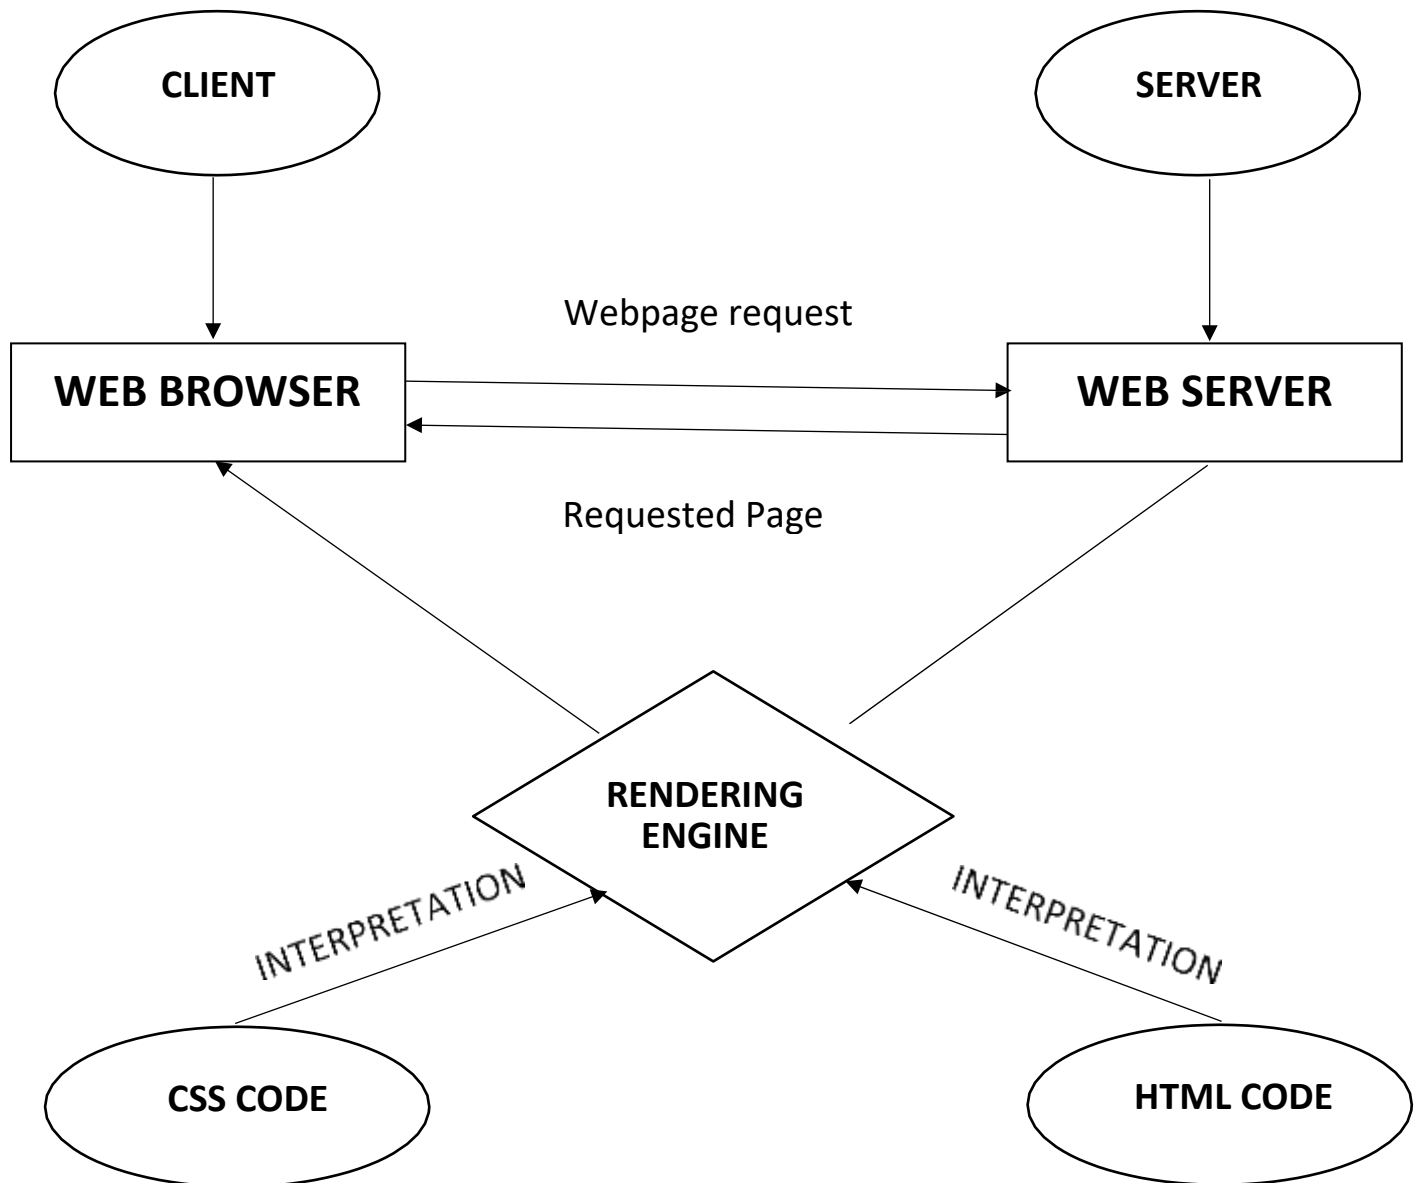 CLIENT
SERVER
Webpage request
WEB BROWSER
WEB SERVER
Requested Page
RENDERING
ENGINE
INTERPRETATION
INTERPRETATION
CSS CODE
HTML CODE